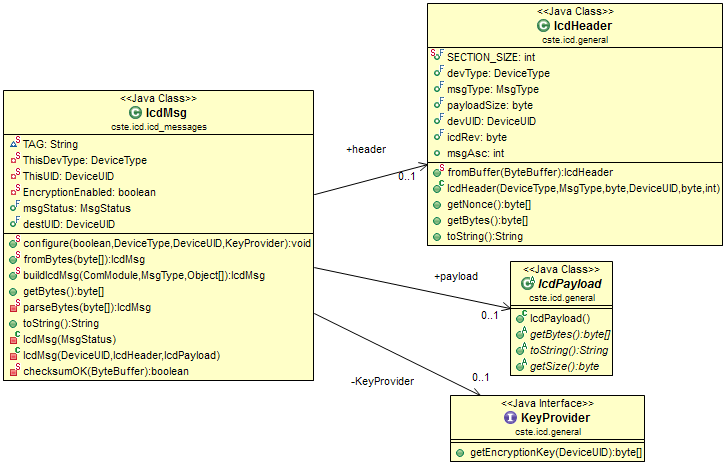 <<Java Class>>
IcdMsg
cste.icd.icd_messages
TAG: String
ThisDevType: DeviceType
ThisUID: DeviceUID
EncryptionEnabled: boolean
msgStatus: MsgStatus
destUID: DeviceUID
configure(boolean,DeviceType,DeviceUID,KeyProvider):void
fromBytes(byte[]):IcdMsg
buildIcdMsg(ComModule,MsgType,Object[]):IcdMsg
getBytes():byte[]
parseBytes(byte[]):IcdMsg
toString():String
IcdMsg(MsgStatus)
IcdMsg(DeviceUID,IcdHeader,IcdPayload)
checksumOK(ByteBuffer):boolean
+header
0..1
<<Java Class>>
IcdHeader
cste.icd.general
SECTION_SIZE: int
devType: DeviceType
msgType: MsgType
payloadSize: byte
devUID: DeviceUID
icdRev: byte
msgAsc: int
fromBuffer(ByteBuffer):IcdHeader
IcdHeader(DeviceType,MsgType,byte,DeviceUID,byte,int)
getNonce():byte[]
getBytes():byte[]
toString():String
+payload
0..1
<<Java Class>>
IcdPayload
cste.icd.general
IcdPayload()
getBytes():byte[]
toString():String
getSize():byte
-KeyProvider
0..1
<<Java Interface>>
KeyProvider
cste.icd.general
getEncryptionKey(DeviceUID):byte[]